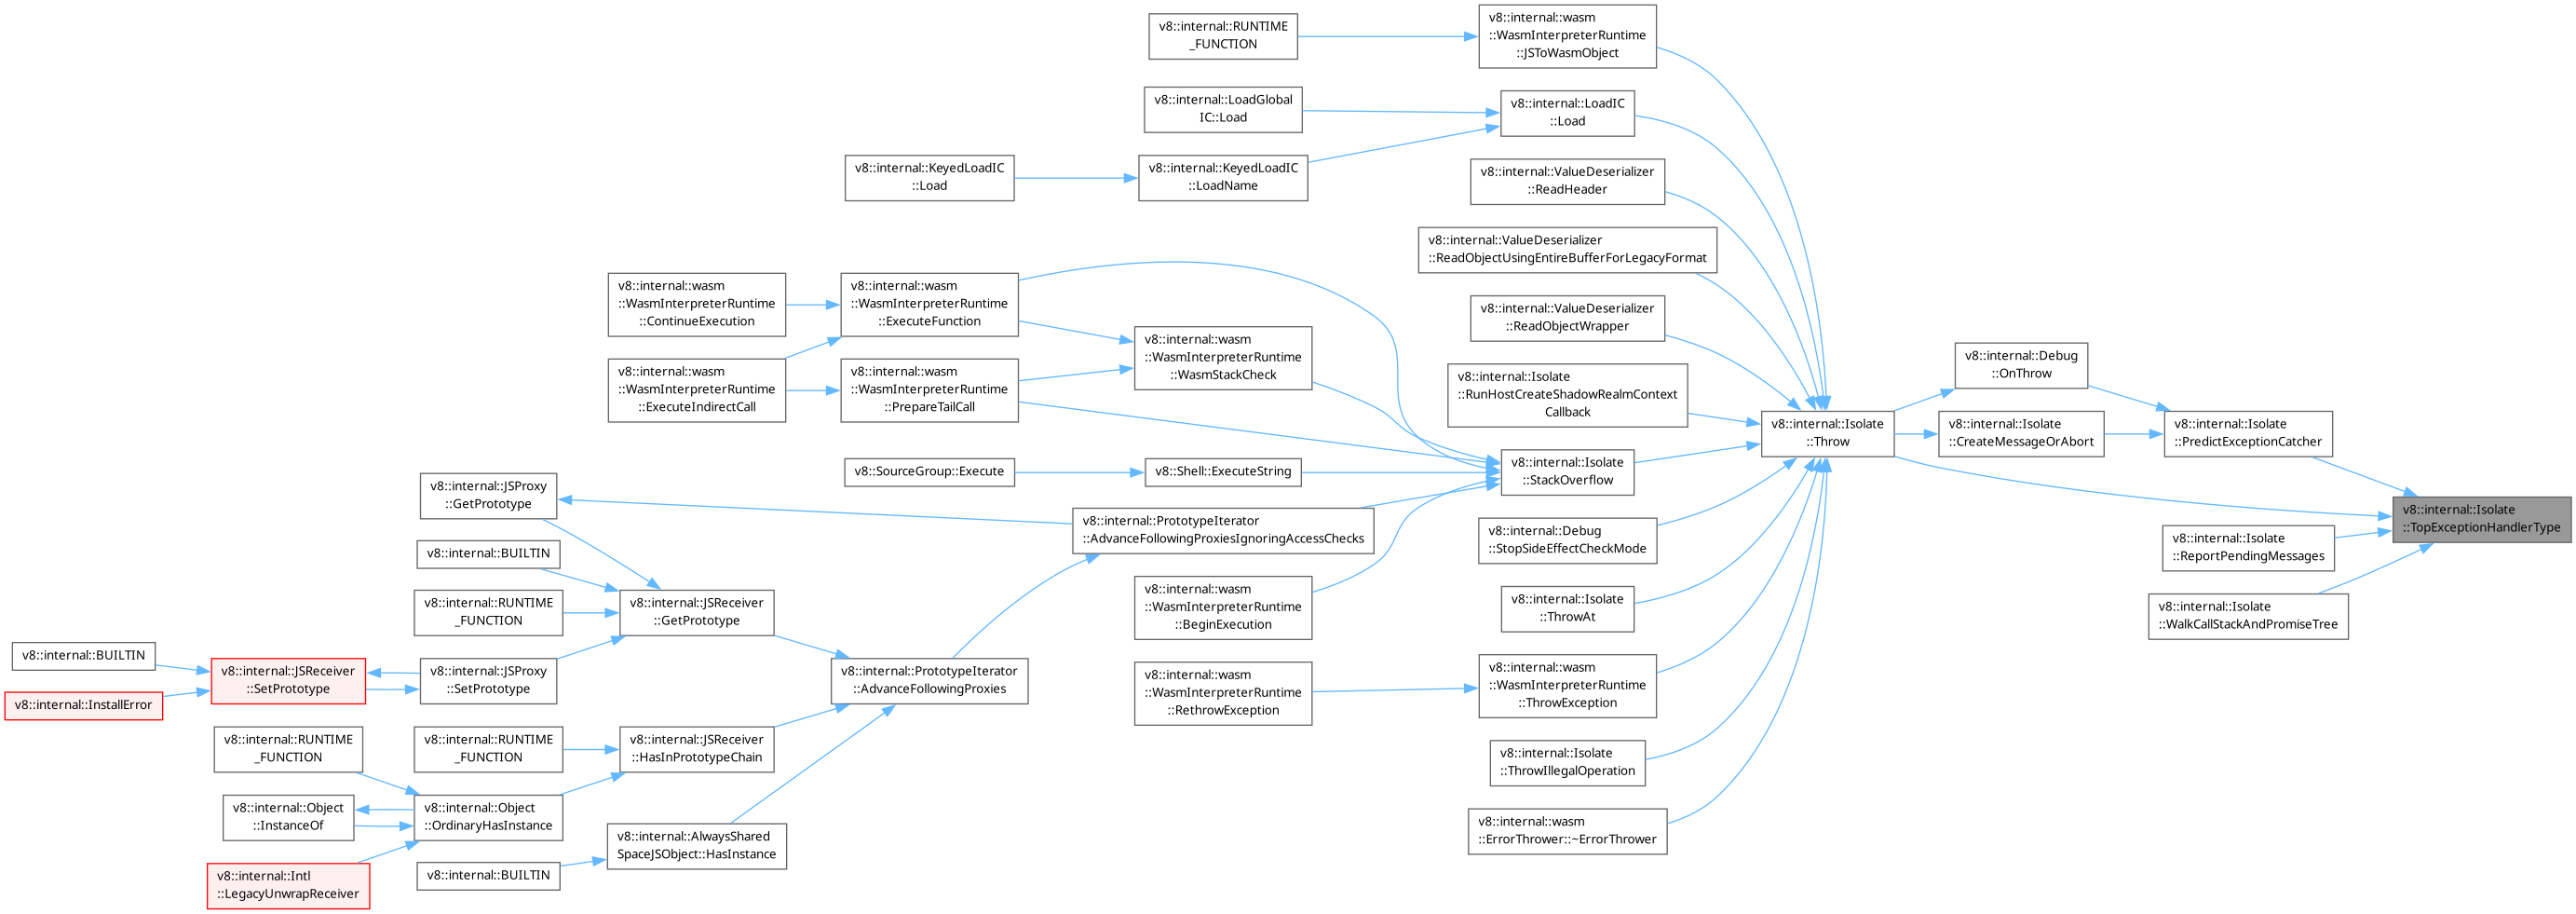 v8::internal::Isolate
::TopExceptionHandlerType
v8::internal::Isolate
::PredictExceptionCatcher
v8::internal::Debug
::OnThrow
v8::internal::Isolate
::Throw
v8::internal::wasm
::WasmInterpreterRuntime
::JSToWasmObject
v8::internal::RUNTIME
_FUNCTION
v8::internal::LoadIC
::Load
v8::internal::LoadGlobal
IC::Load
v8::internal::KeyedLoadIC
::LoadName
v8::internal::KeyedLoadIC
::Load
v8::internal::ValueDeserializer
::ReadHeader
v8::internal::ValueDeserializer
::ReadObjectUsingEntireBufferForLegacyFormat
v8::internal::ValueDeserializer
::ReadObjectWrapper
v8::internal::Isolate
::RunHostCreateShadowRealmContext
Callback
v8::internal::Isolate
::StackOverflow
v8::internal::wasm
::WasmInterpreterRuntime
::ExecuteFunction
v8::internal::wasm
::WasmInterpreterRuntime
::ContinueExecution
v8::internal::wasm
::WasmInterpreterRuntime
::ExecuteIndirectCall
v8::internal::wasm
::WasmInterpreterRuntime
::PrepareTailCall
v8::internal::wasm
::WasmInterpreterRuntime
::WasmStackCheck
v8::Shell::ExecuteString
v8::SourceGroup::Execute
v8::internal::PrototypeIterator
::AdvanceFollowingProxiesIgnoringAccessChecks
v8::internal::PrototypeIterator
::AdvanceFollowingProxies
v8::internal::JSReceiver
::GetPrototype
v8::internal::JSProxy
::GetPrototype
v8::internal::BUILTIN
v8::internal::RUNTIME
_FUNCTION
v8::internal::JSProxy
::SetPrototype
v8::internal::JSReceiver
::SetPrototype
v8::internal::BUILTIN
v8::internal::InstallError
v8::internal::JSReceiver
::HasInPrototypeChain
v8::internal::RUNTIME
_FUNCTION
v8::internal::Object
::OrdinaryHasInstance
v8::internal::RUNTIME
_FUNCTION
v8::internal::Object
::InstanceOf
v8::internal::Intl
::LegacyUnwrapReceiver
v8::internal::AlwaysShared
SpaceJSObject::HasInstance
v8::internal::BUILTIN
v8::internal::wasm
::WasmInterpreterRuntime
::BeginExecution
v8::internal::Debug
::StopSideEffectCheckMode
v8::internal::Isolate
::ThrowAt
v8::internal::wasm
::WasmInterpreterRuntime
::ThrowException
v8::internal::wasm
::WasmInterpreterRuntime
::RethrowException
v8::internal::Isolate
::ThrowIllegalOperation
v8::internal::wasm
::ErrorThrower::~ErrorThrower
v8::internal::Isolate
::CreateMessageOrAbort
v8::internal::Isolate
::ReportPendingMessages
v8::internal::Isolate
::WalkCallStackAndPromiseTree